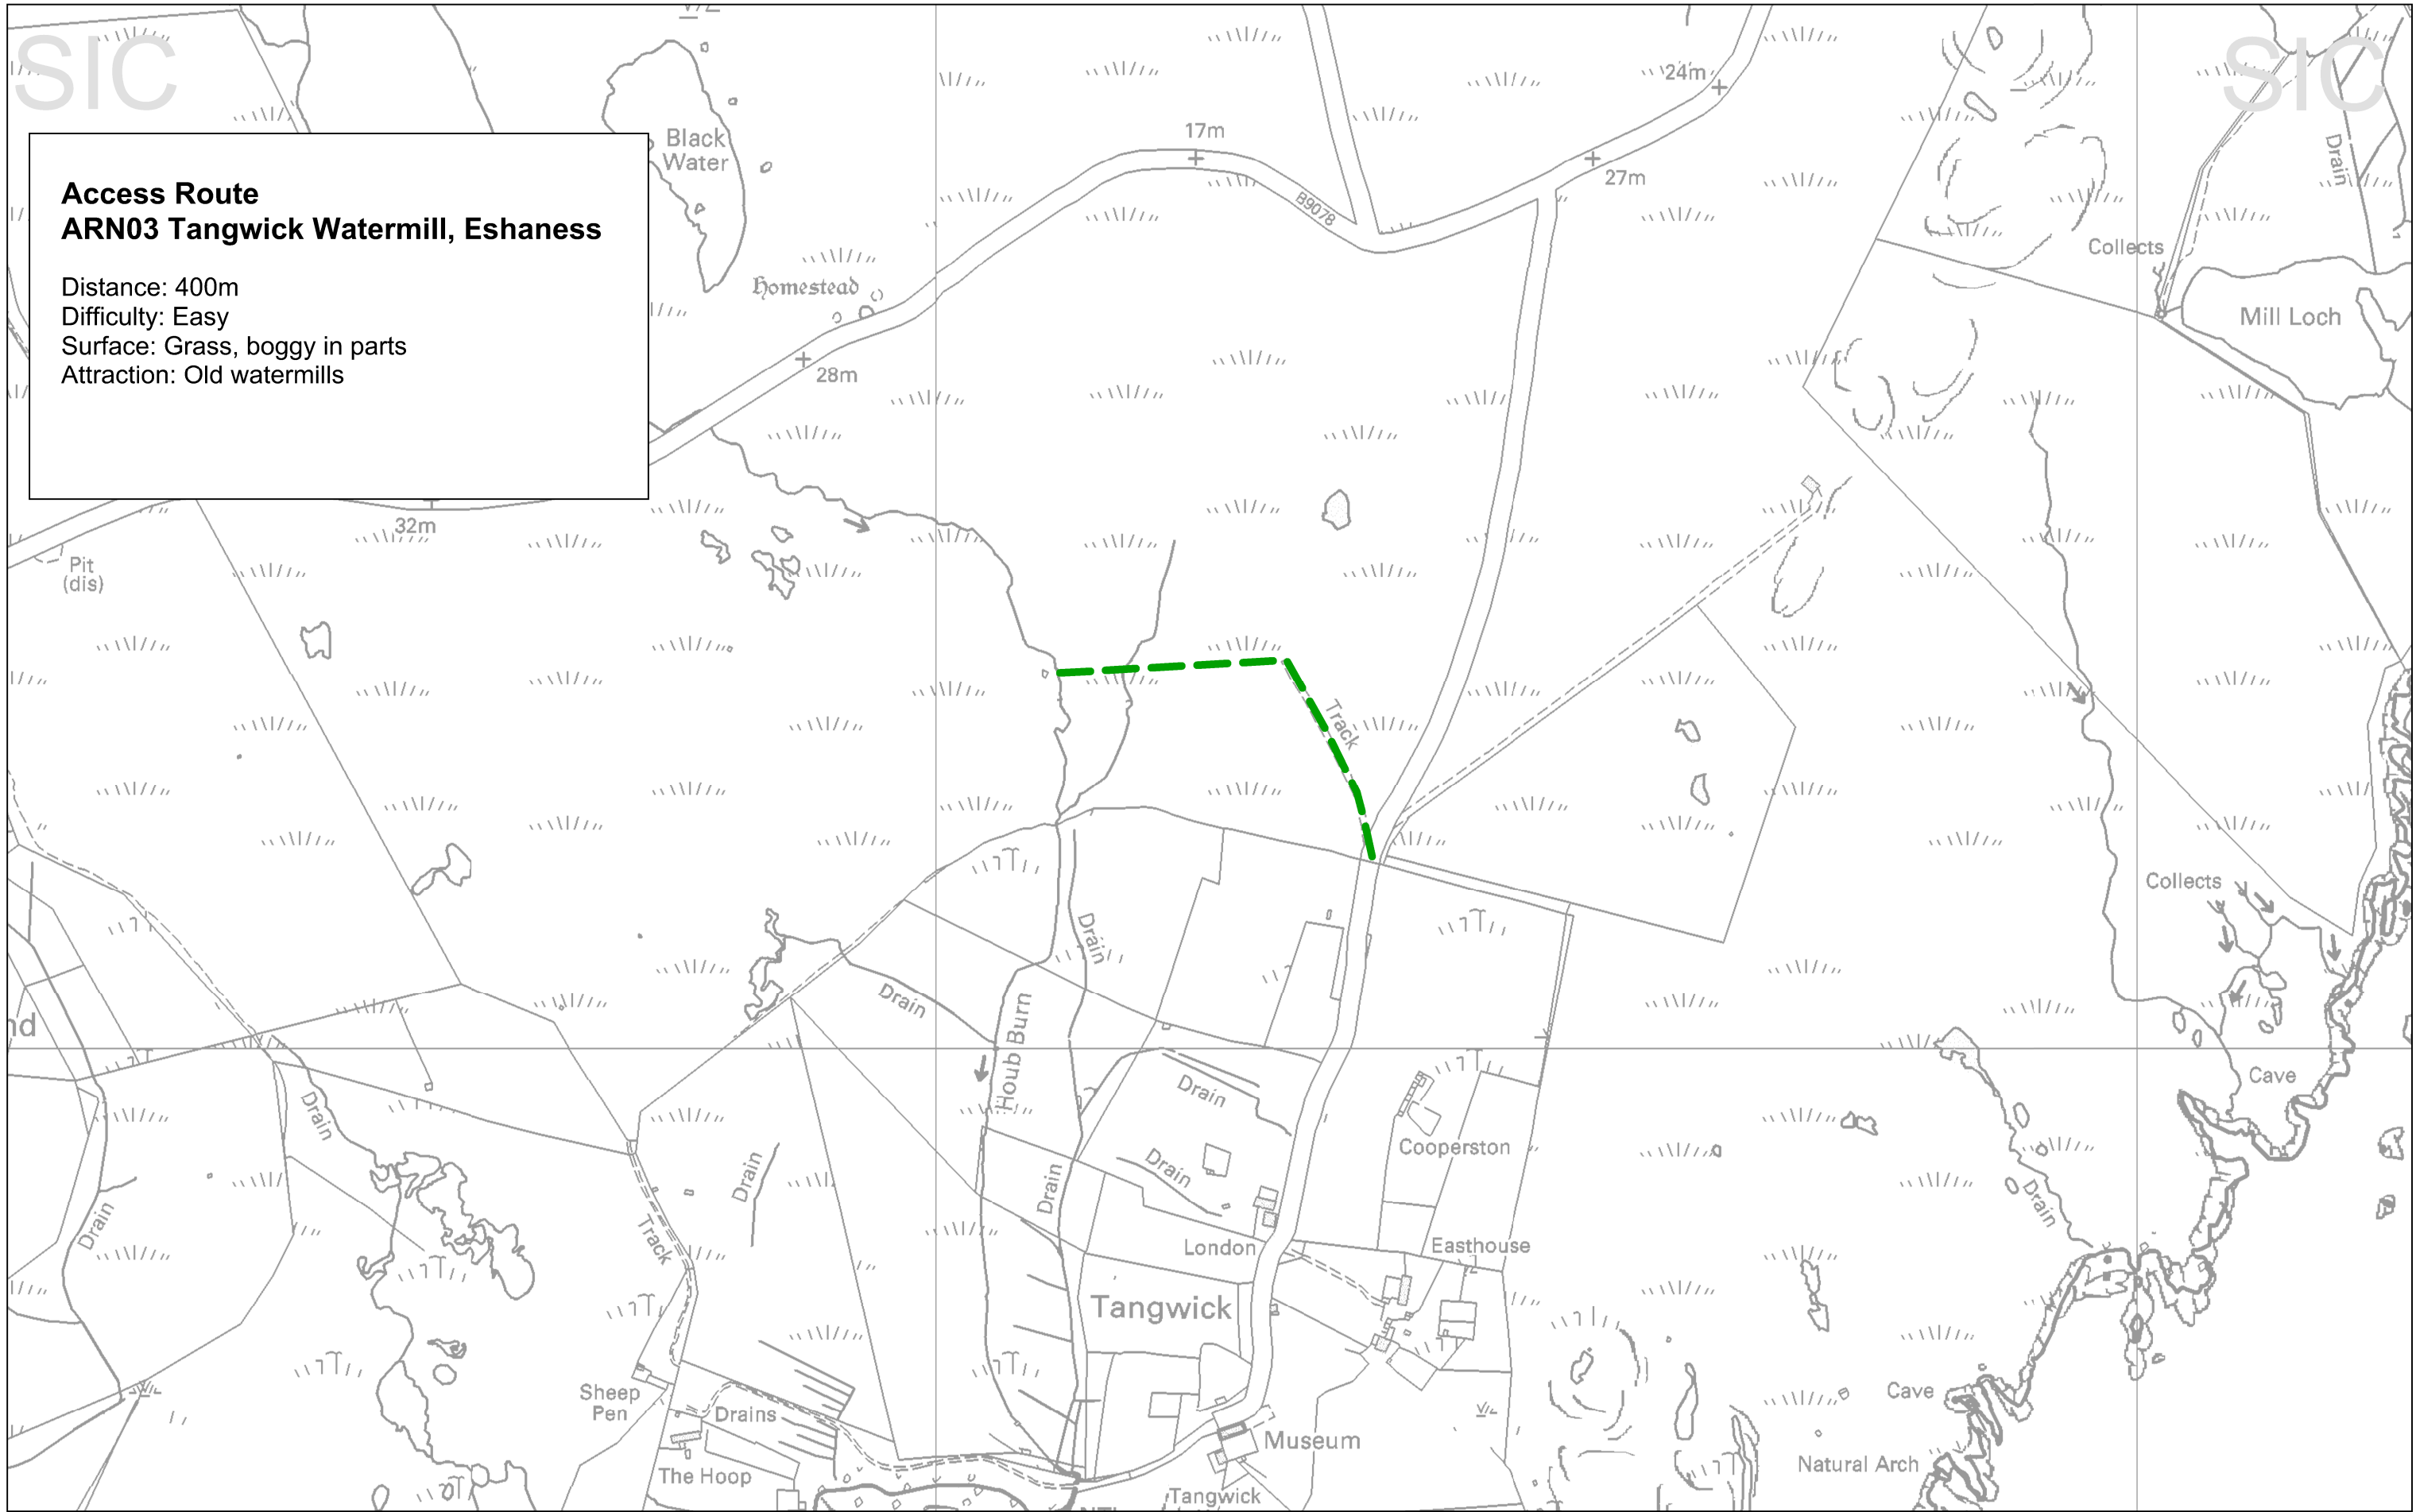 SIC
SIC
Access Route
ARN03 Tangwick Watermill, Eshaness
Distance: 400m
Difficulty: Easy
Surface: Grass, boggy in parts
Attraction: Old watermills
Black
Water
17m
24m
27m
B9078
Drain
Collects
Mill Loch
Homestead
28m
32m
Pit
(dis)
Track
Collects
Drain
Drain
Houb Burn
Drain
Drain
Cave
Drain
Drain
Drain
Drain
Cooperston
Drain
Track
London
Easthouse
Tangwick
Sheep
Pen
Drains
Cave
The Hoop
Museum
Natural Arch
Tangwick